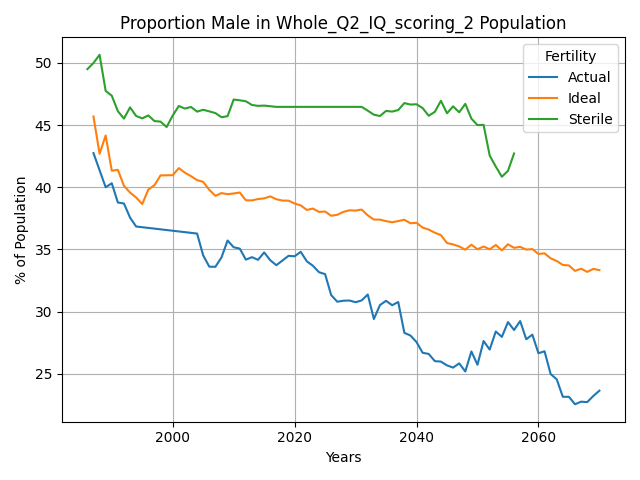 Proportion Male in Whole_Q2_IQ_scoring_2 Population
Fertility
Actual
Ideal
Sterile
% of Population
50
45
40
35
30
25
2000
2020
2040
2060
Years